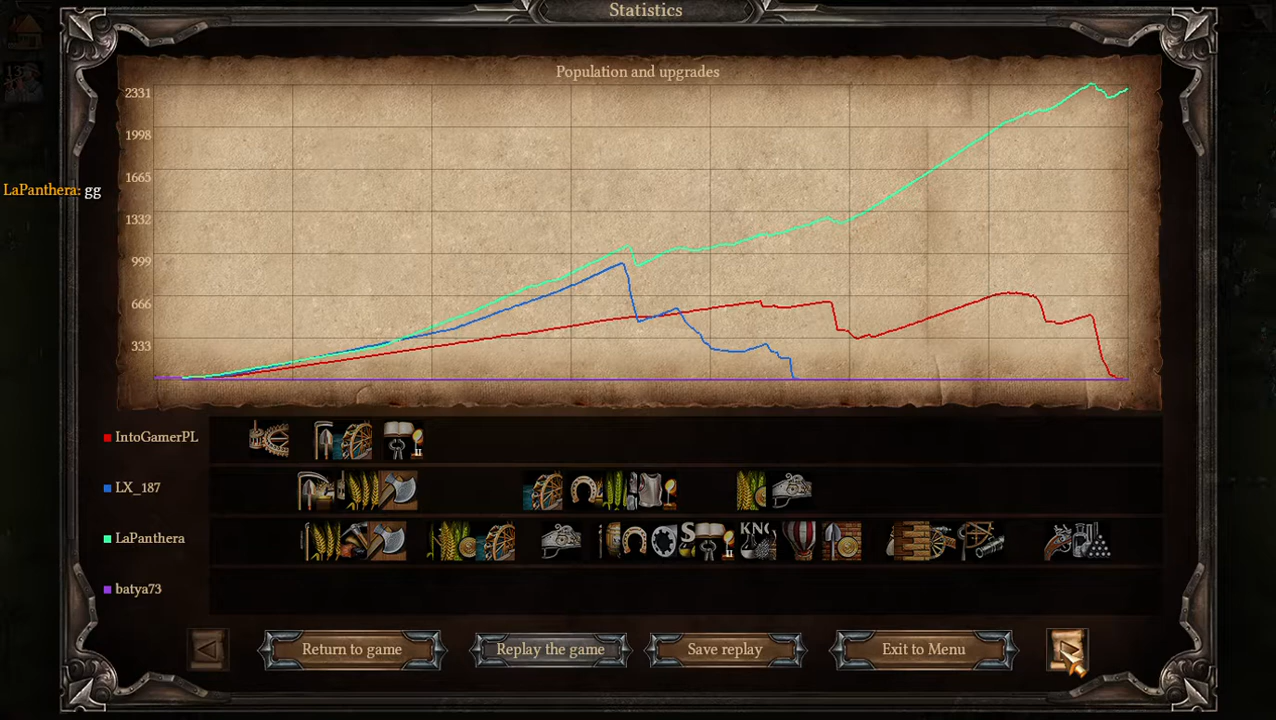 Statistics
Population and upgrades
2331
1998
1665
LaPanthera: gg
1332
999
666
333
IntoGamerPL
LX_187
LaPanthera
batya73
Return to game
Replay the game
Save replay
Exit to Menu